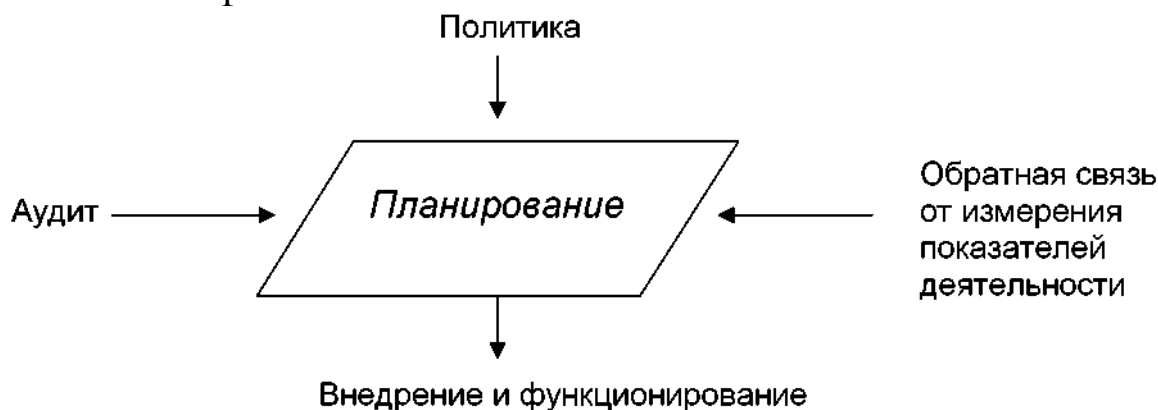 Политика
Аудит
Планирование
Обратная связь
от измерения
показателей
деятельности
Внедрение и функционирование